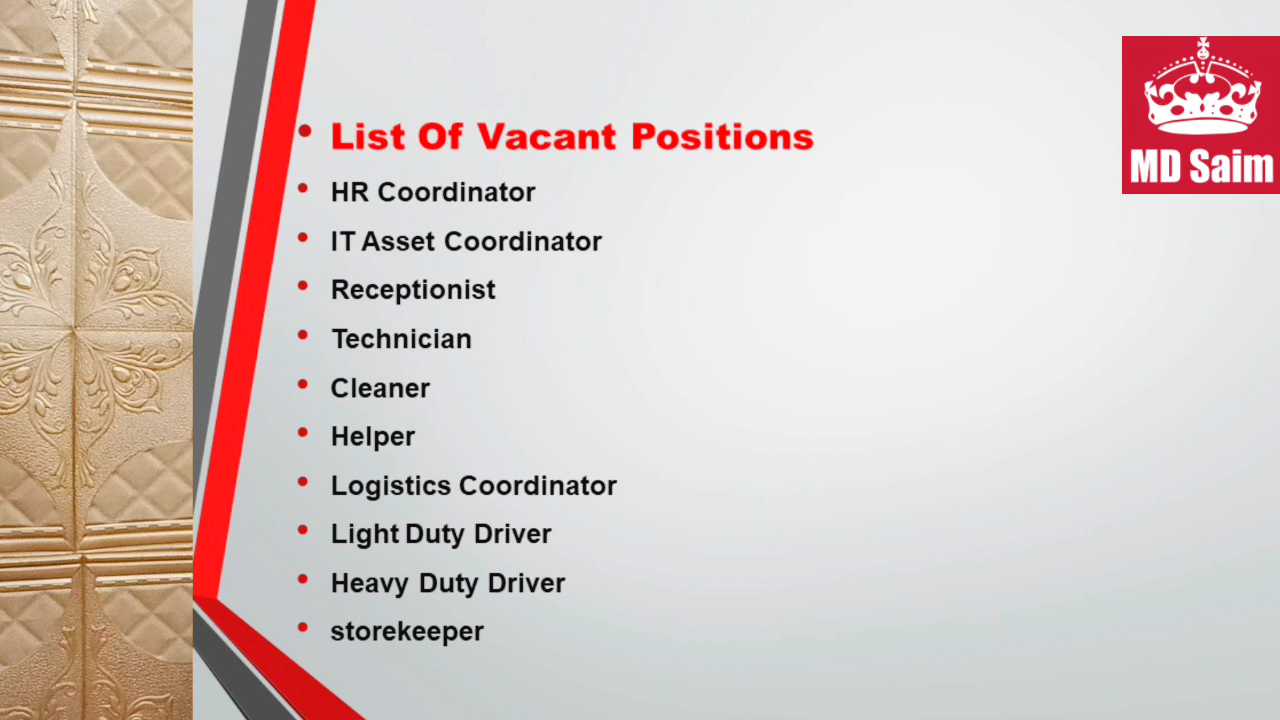 List Of Vacant Positions
HR Coordinator
IT Asset Coordinator
Receptionist
Technician
Cleaner
Helper
Logistics Coordinator
Light Duty Driver
Heavy Duty Driver
storekeeper
MD Saim